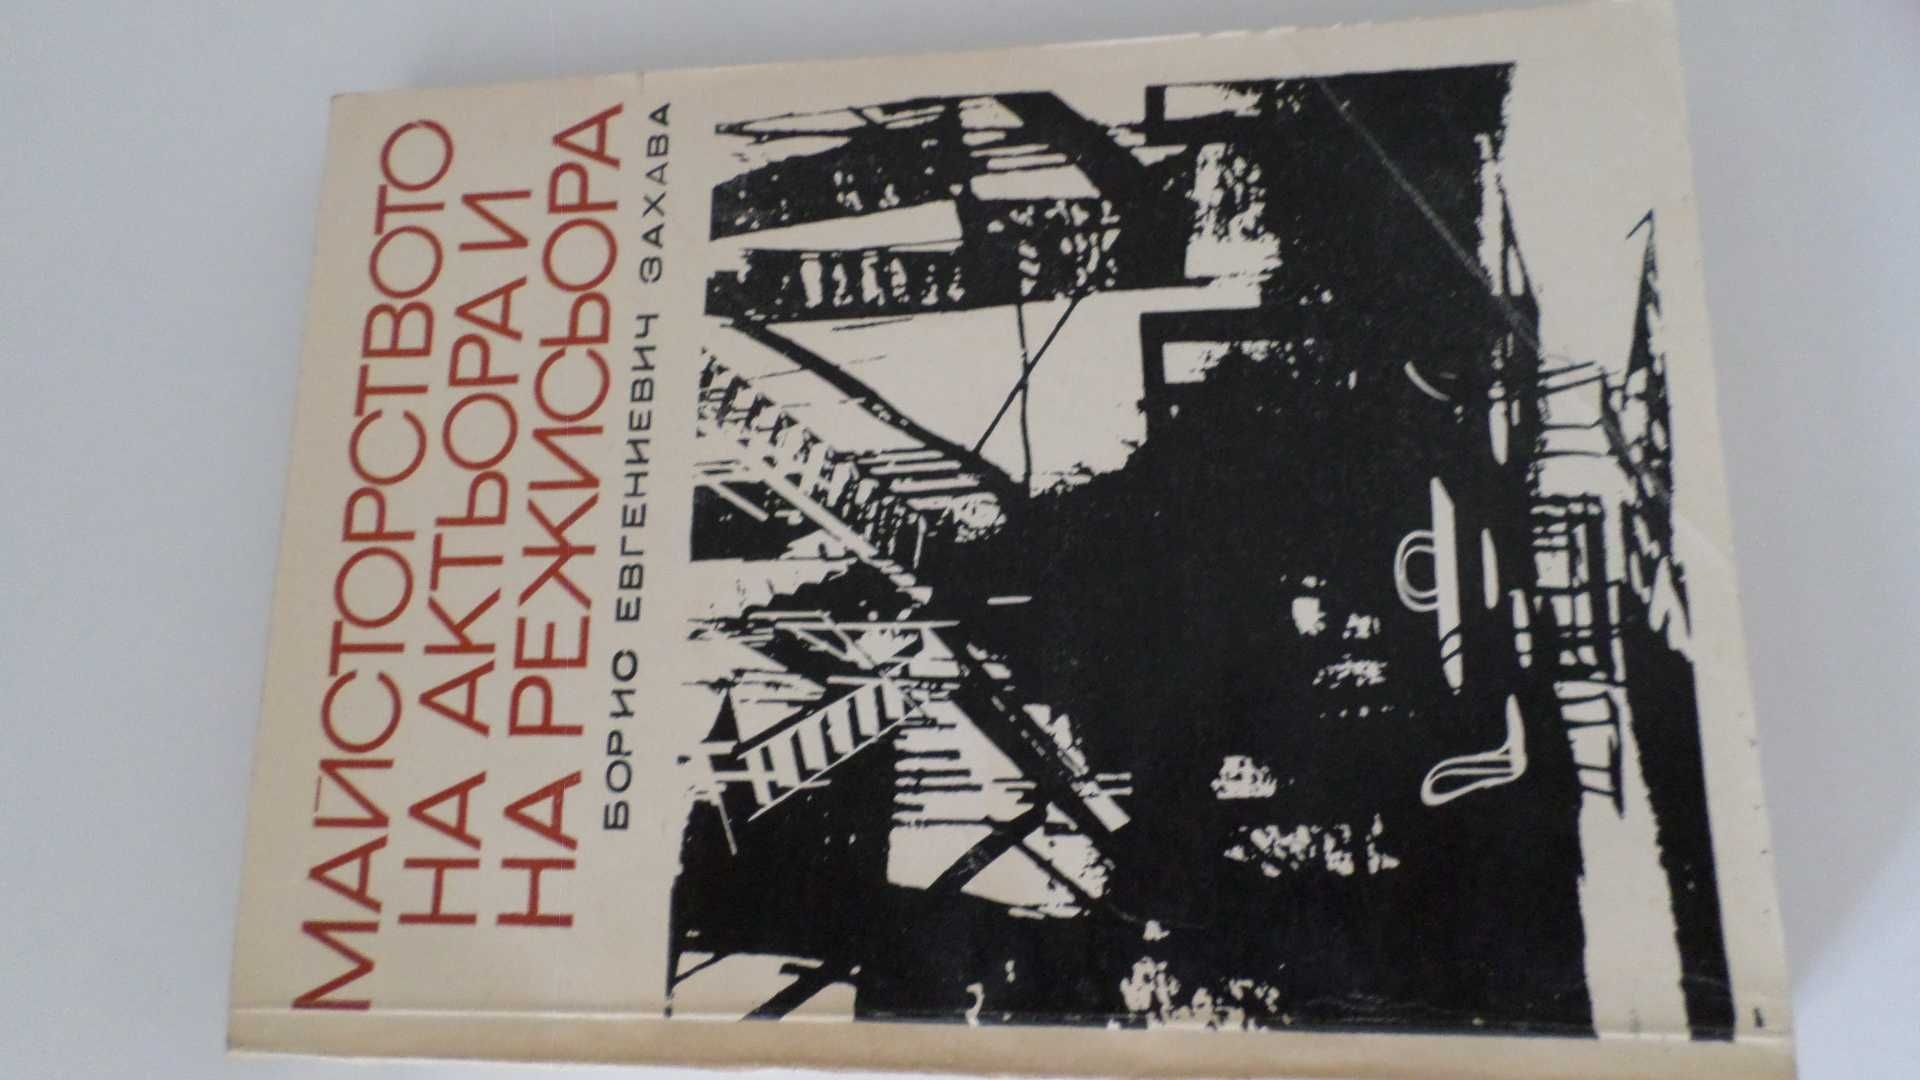 МАЙСТОРСТВОТО
НА АКТЬОРА И
НА РЕЖИСЬОРА
БОРИС ЕВГЕНИЕВИЧ ЗАХАВА